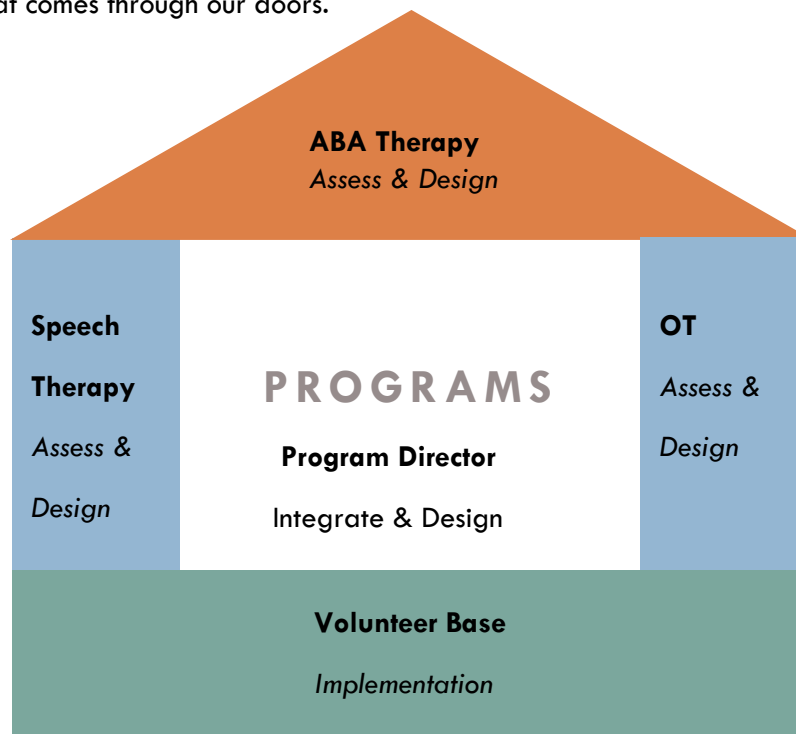 at comes through our doors.
ABA Therapy
Assess & Design
Speech
Therapy
Assess &
Design
PROGRAMS
Program Director
Integrate & Design
OT
Assess &
Design
Volunteer Base
Implementation